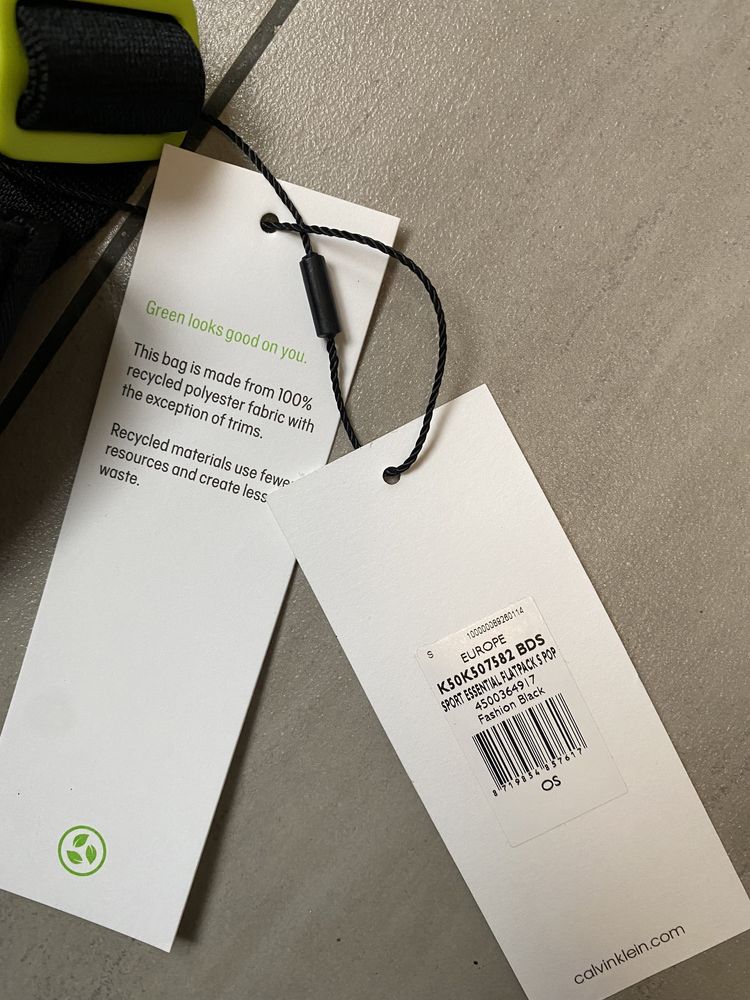 Green looks good on you.
This bag is made from 100%
recycled polyester fabric with
the exception of trims.
Recycled materials use fewe
resources and create less
waste.
S
10000089280114
EUROPE
K50K507582 BDS
SPORT ESSENTIAL FLATPACK S POP
4500364917
Fashion Black
8719854857617
OS
calvinklein.com